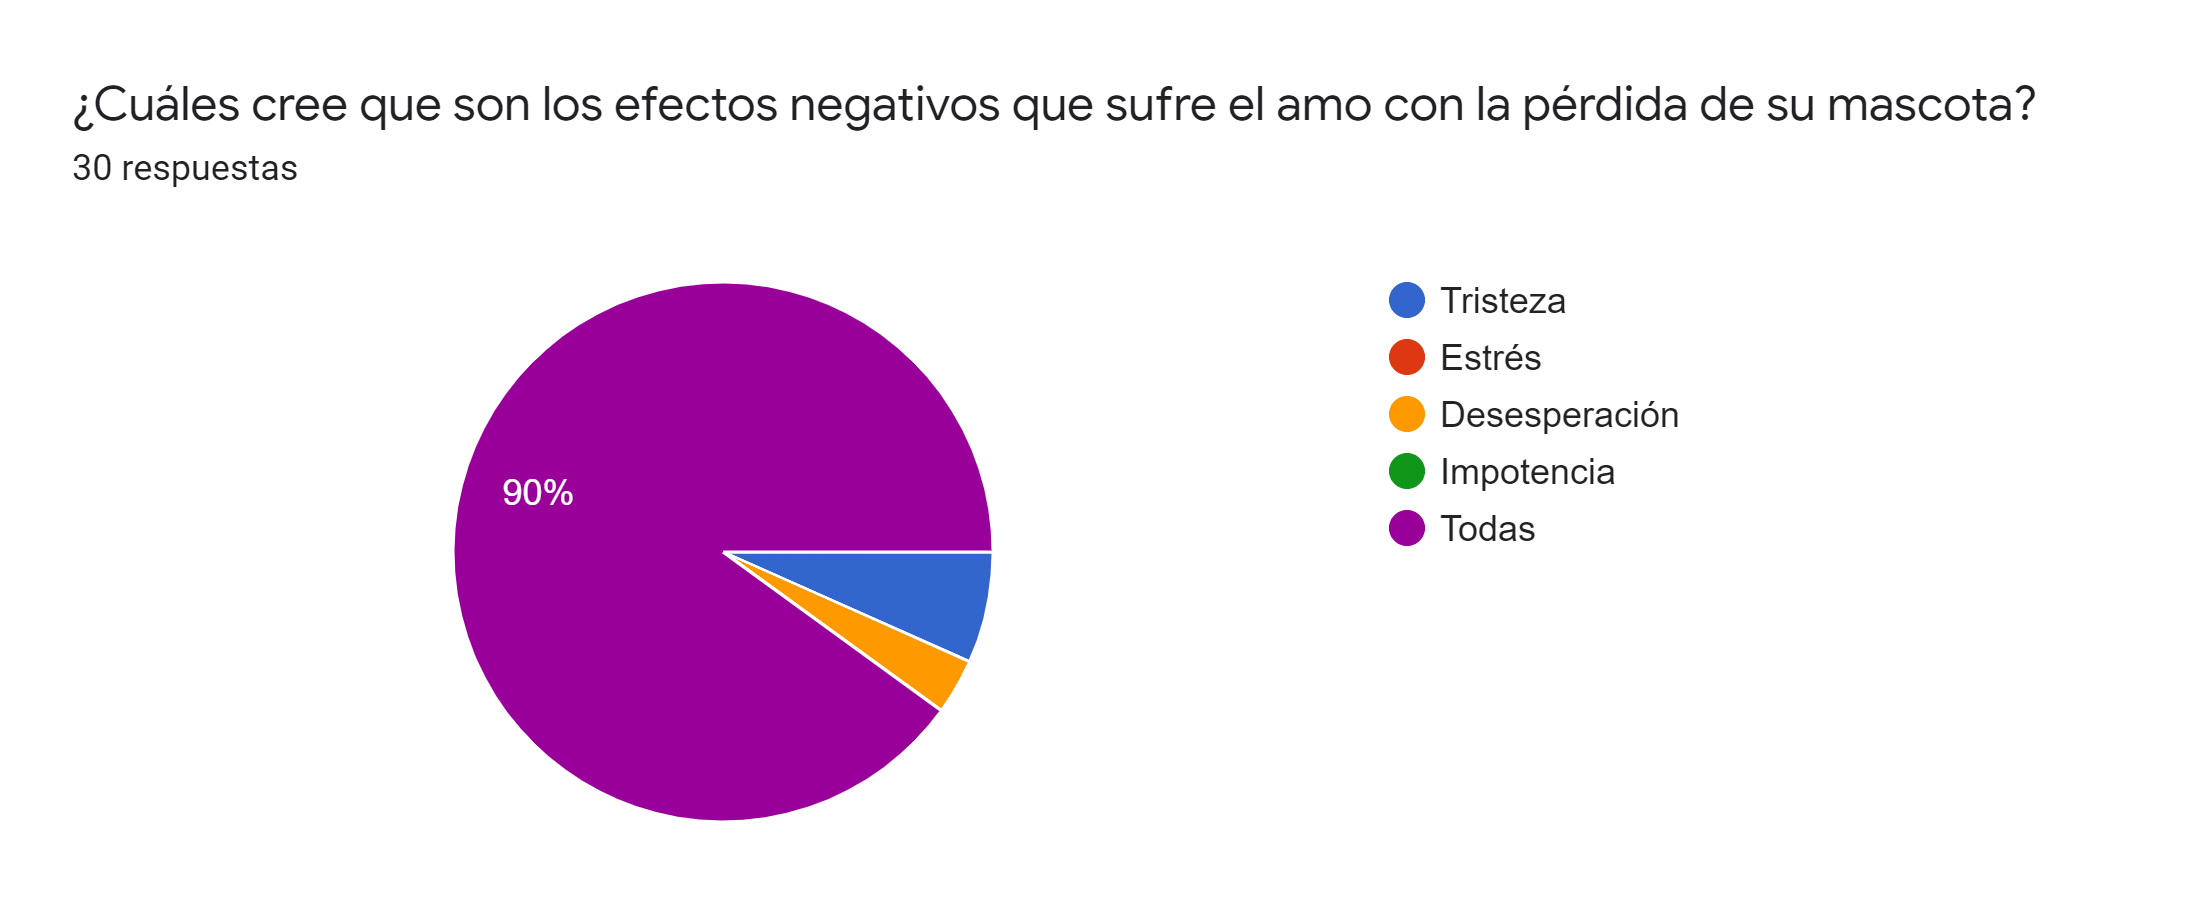 ¿Cuáles cree que son los efectos negativos que sufre el amo con la pérdida de su mascota?
30 respuestas
90%
Tristeza
Estrés
Desesperación
Impotencia
Todas